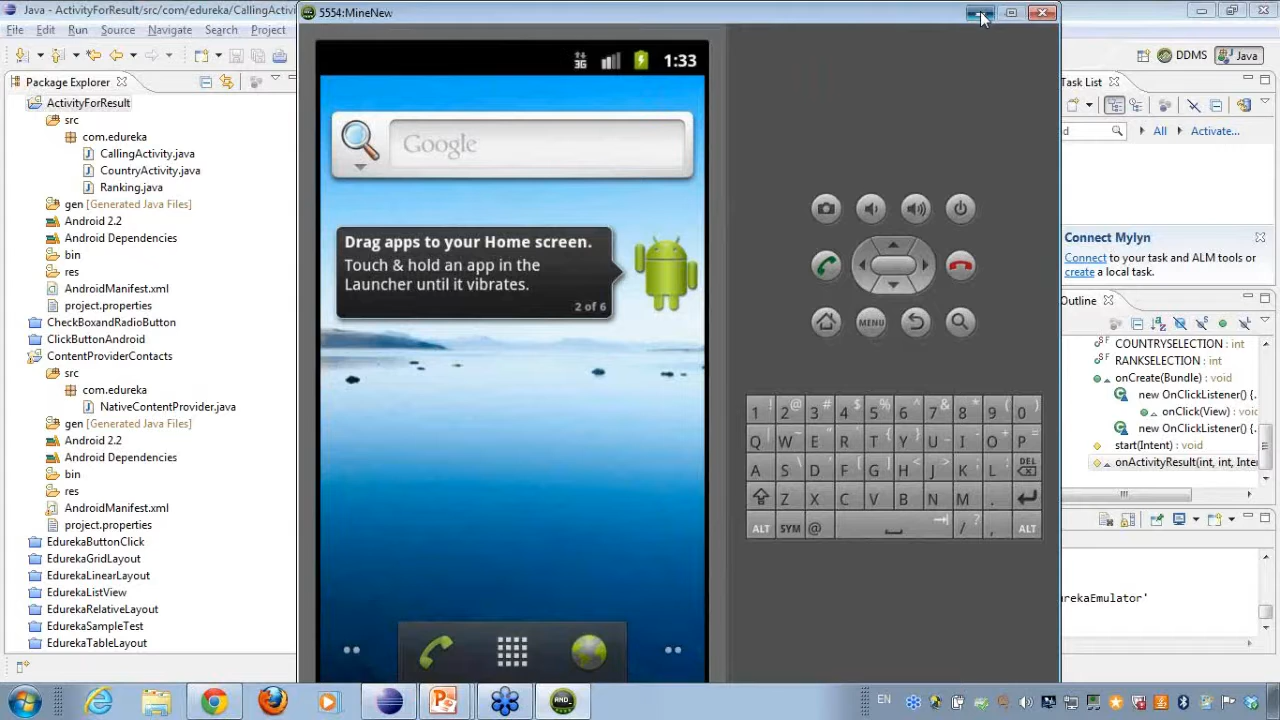 Java - ActivityForResult/src/com/edureka/CallingActivi
5554:MineNew
File Edit Run Source Navigate Search Project
DDMS Java
Package Explorer
ActivityForResult
src
com.edureka
CallingActivity.java
CountryActivity.java
Ranking.java
gen [Generated Java Files]
Android 2.2
Android Dependencies
bin
res
AndroidManifest.xml
project.properties
CheckBoxandRadioButton
ClickButtonAndroid
ContentProviderContacts
src
com.edureka
NativeContentProvider.java
gen [Generated Java Files]
Android 2.2
Android Dependencies
bin
res
AndroidManifest.xml
project.properties
EdurekaButtonClick
EdurekaGridLayout
EdurekaLinearLayout
EdurekaListView
EdurekaRelativeLayout
EdurekaSampleTest
EdurekaTableLayout
3G 1:33
Google
Drag apps to your Home screen.
Touch & hold an app in the
Launcher until it vibrates.
2 of 6
MENU
1 ! 2 @ 3 # 4 $ 5 % 6 ^ 7 & 8 * 9 ( 0 )
Q W ~ E " R ` T { Y } U _ I - O + P =
A S \ D ' F [ G ] H < J > K ; L : DEL
Z X C V B N M .
ALT SYM @ / ? , ALT
Task List
All Activate...
Connect Mylyn
Connect to your task and ALM tools or
create a local task.
Outline
COUNTRYSELECTION : int
RANKSELECTION : int
onCreate(Bundle) : void
new OnClickListener() {.
onClick(View) : voi
new OnClickListener() {.
start(Intent) : void
onActivityResult(int, int, Inte
urekaEmulator'
EN